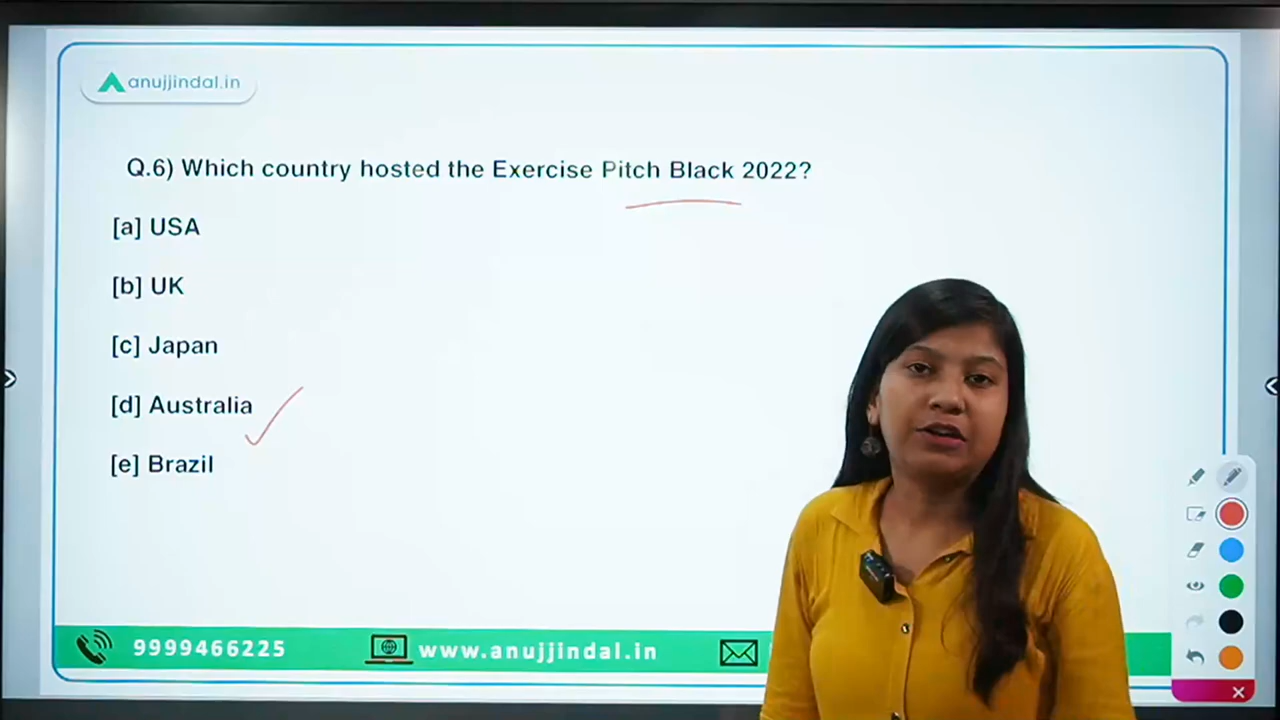 anujjindal.in
Q.6) Which country hosted the Exercise Pitch Black 2022?
[a] USA
[b] UK
[c] Japan
[d] Australia
[e] Brazil
9999466225
www.anujjindal.in